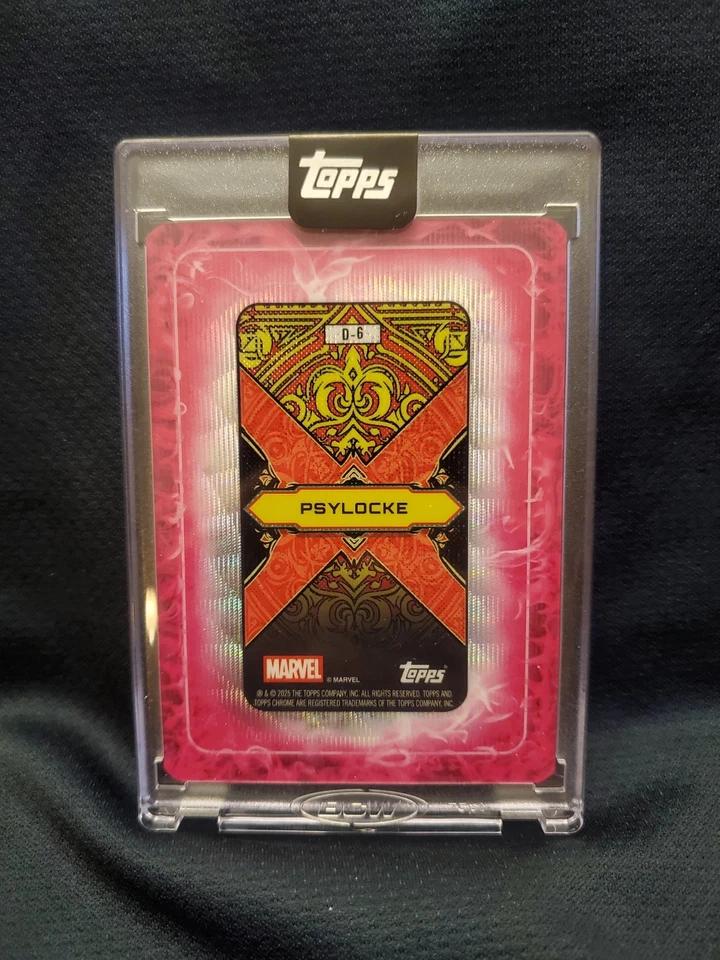 Topps
D-6
PSYLOCKE
MARVEL
© MARVEL
Topps
® & © 2025 THE TOPPS COMPANY, INC. ALL RIGHTS RESERVED. TOPPS AND
TOPPS CHROME ARE REGISTERED TRADEMARKS OF THE TOPPS COMPANY, INC.
BCW